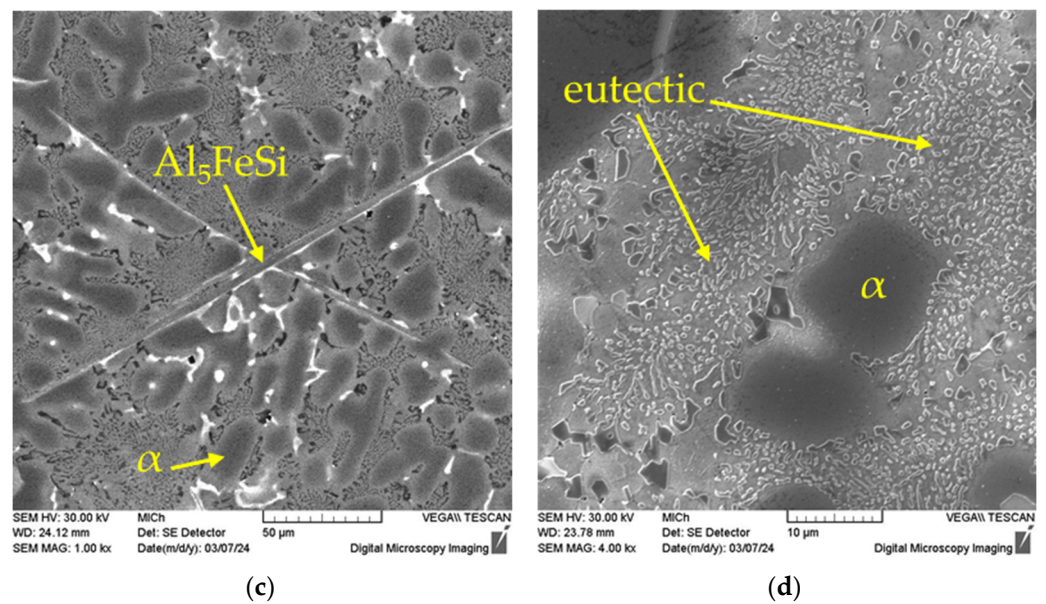 Al₅FeSi
α
SEM HV: 30.00 kV MICh VEGA\\ TESCAN
WD: 24.12 mm Det: SE Detector 50 µm
SEM MAG: 1.00 kx Date(m/d/y): 03/07/24 Digital Microscopy Imaging
(c)
eutectic
α
SEM HV: 30.00 kV MICh VEGA\\ TESCAN
WD: 23.78 mm Det: SE Detector 10 µm
SEM MAG: 4.00 kx Date(m/d/y): 03/07/24 Digital Microscopy Imaging
(d)